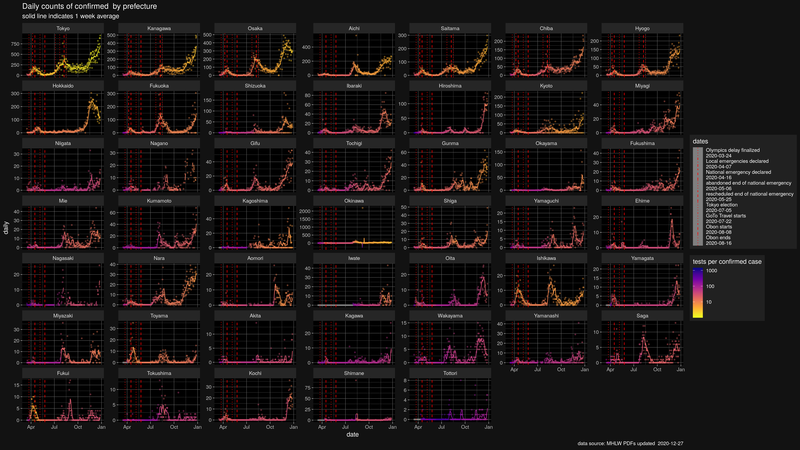 Daily counts of confirmed by prefecture
solid line indicates 1 week average
Tokyo Kanagawa Osaka Aichi Saitama Chiba Hyogo
Hokkaido Fukuoka Shizuoka Ibaraki Hiroshima Kyoto Miyagi
Niigata Nagano Gifu Tochigi Gunma Okayama Fukushima
Mie Kumamoto Kagoshima Okinawa Shiga Yamaguchi Ehime
Nagasaki Nara Aomori Iwate Oita Ishikawa Yamagata
Miyazaki Toyama Akita Kagawa Wakayama Yamanashi Saga
Fukui Tokushima Kochi Shimane Tottori
Apr Jul Oct Jan
daily
date
dates
Olympics delay finalized
2020-03-24
Local emergencies declared
2020-04-07
National emergency declared
2020-04-16
abandoned end of national emergency
2020-05-06
rescheduled end of national emergency
2020-05-25
Tokyo election
2020-07-05
GoTo Travel starts
2020-07-22
Obon starts
2020-08-08
Obon ends
2020-08-16
tests per confirmed case
1000
100
10
data source: MHLW PDFs updated 2020-12-27